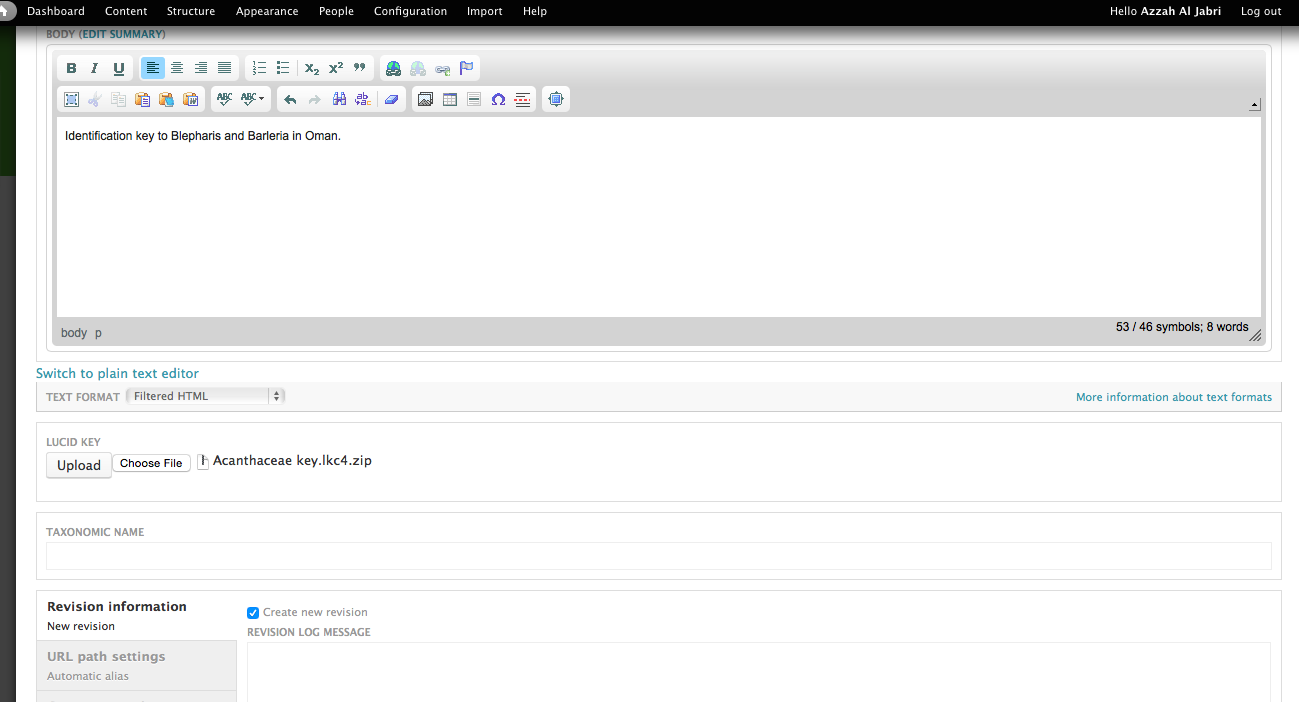 Dashboard Content Structure Appearance People Configuration Import Help Hello Azzah Al Jabri Log out
BODY (EDIT SUMMARY)
B I U X2 X2 ”
ABC ABC
Identification key to Blepharis and Barleria in Oman.
body p 53 / 46 symbols; 8 words
Switch to plain text editor
TEXT FORMAT Filtered HTML More information about text formats
LUCID KEY
Upload Choose File Acanthaceae key.lkc4.zip
TAXONOMIC NAME
Revision information
New revision
Create new revision
REVISION LOG MESSAGE
URL path settings
Automatic alias